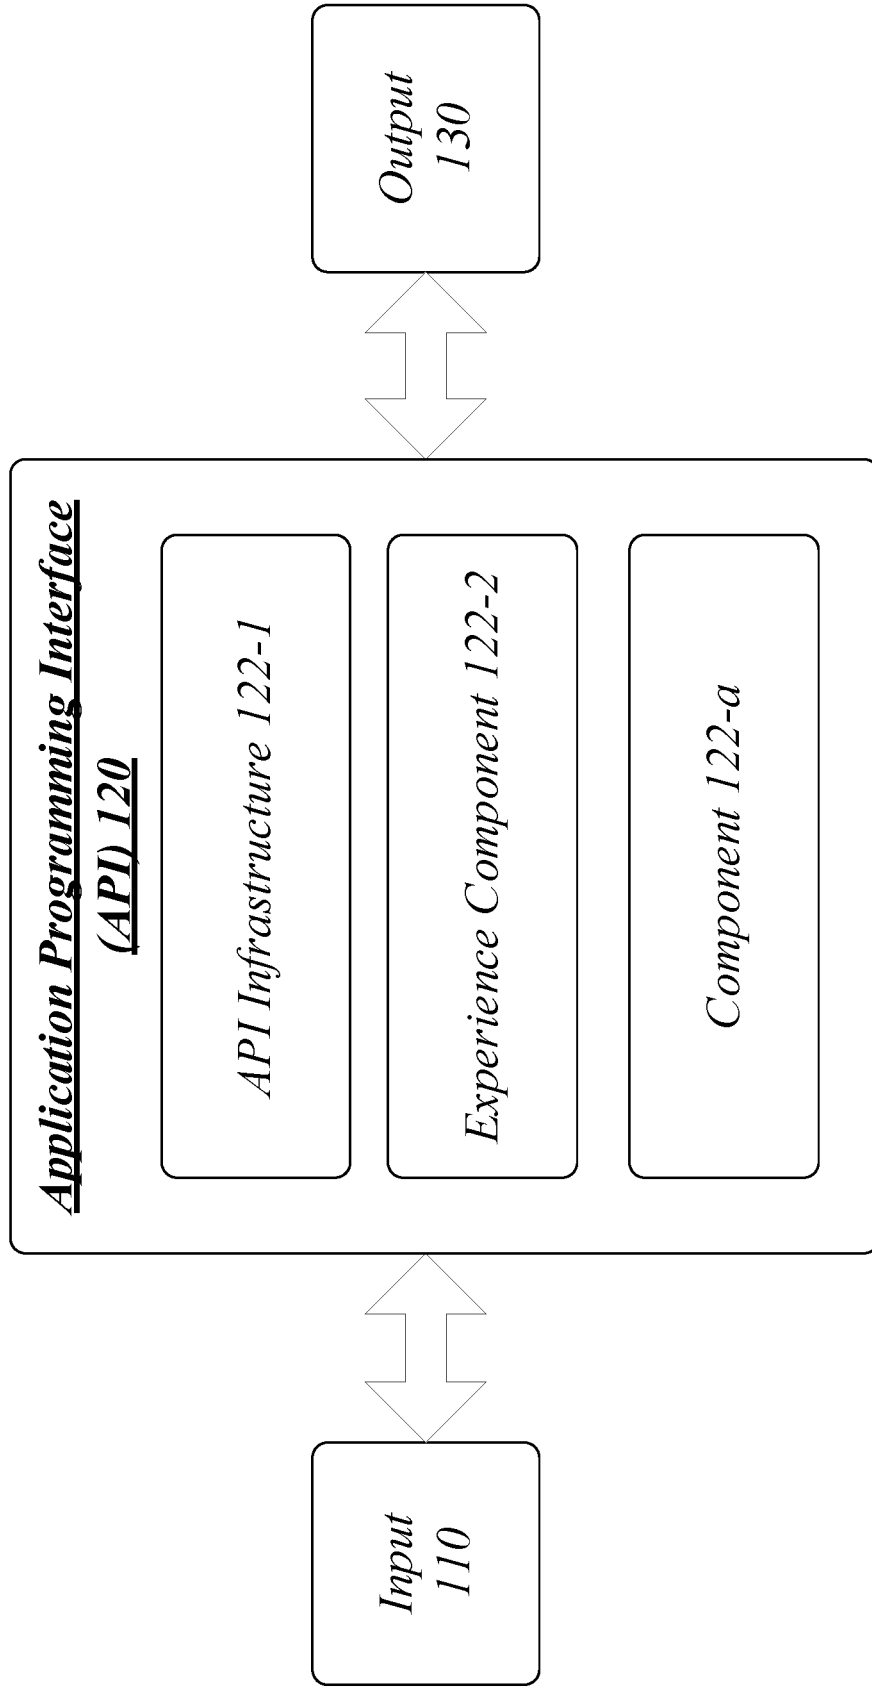 Application Programming Interface
(API) 120
Input
110
API Infrastructure 122-1
Experience Component 122-2
Component 122-a
Output
130